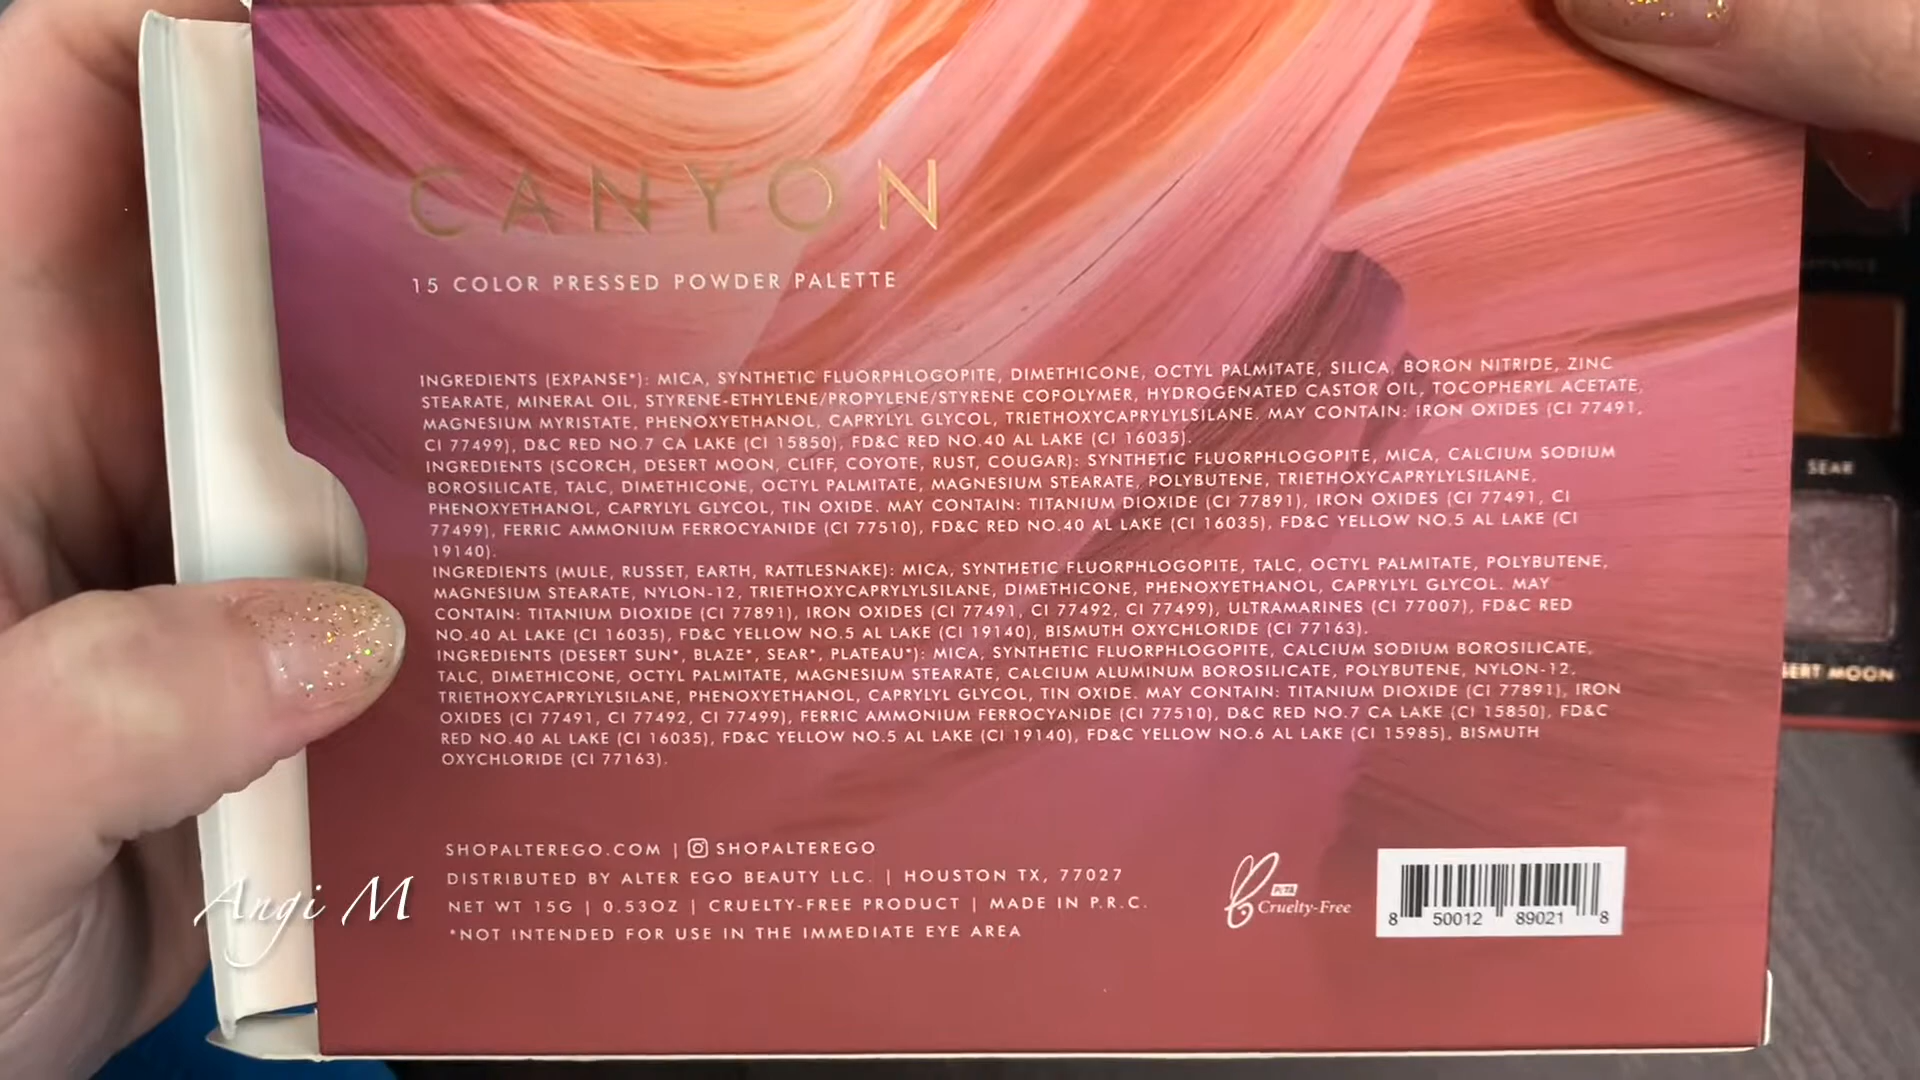 CANYON
15 COLOR PRESSED POWDER PALETTE
INGREDIENTS (EXPANSE*): MICA, SYNTHETIC FLUORPHLOGOPITE, DIMETHICONE, OCTYL PALMITATE, SILICA, BORON NITRIDE, ZINC
STEARATE, MINERAL OIL, STYRENE-ETHYLENE/PROPYLENE/STYRENE COPOLYMER, HYDROGENATED CASTOR OIL, TOCOPHERYL ACETATE,
MAGNESIUM MYRISTATE, PHENOXYETHANOL, CAPRYLYL GLYCOL, TRIETHOXYCAPRYLYLSILANE. MAY CONTAIN: IRON OXIDES (CI 77491,
CI 77499), D&C RED NO.7 CA LAKE (CI 15850), FD&C RED NO.40 AL LAKE (CI 16035).
INGREDIENTS (SCORCH, DESERT MOON, CLIFF, COYOTE, RUST, COUGAR): SYNTHETIC FLUORPHLOGOPITE, MICA, CALCIUM SODIUM
BOROSILICATE, TALC, DIMETHICONE, OCTYL PALMITATE, MAGNESIUM STEARATE, POLYBUTENE, TRIETHOXYCAPRYLYLSILANE,
PHENOXYETHANOL, CAPRYLYL GLYCOL, TIN OXIDE. MAY CONTAIN: TITANIUM DIOXIDE (CI 77891), IRON OXIDES (CI 77491, CI
77499), FERRIC AMMONIUM FERROCYANIDE (CI 77510), FD&C RED NO.40 AL LAKE (CI 16035), FD&C YELLOW NO.5 AL LAKE (CI
19140).
INGREDIENTS (MULE, RUSSET, EARTH, RATTLESNAKE): MICA, SYNTHETIC FLUORPHLOGOPITE, TALC, OCTYL PALMITATE, POLYBUTENE,
MAGNESIUM STEARATE, NYLON-12, TRIETHOXYCAPRYLYLSILANE, DIMETHICONE, PHENOXYETHANOL, CAPRYLYL GLYCOL. MAY
CONTAIN: TITANIUM DIOXIDE (CI 77891), IRON OXIDES (CI 77491, CI 77492, CI 77499), ULTRAMARINES (CI 77007), FD&C RED
NO.40 AL LAKE (CI 16035), FD&C YELLOW NO.5 AL LAKE (CI 19140), BISMUTH OXYCHLORIDE (CI 77163).
INGREDIENTS (DESERT SUN*, BLAZE*, SEAR*, PLATEAU*): MICA, SYNTHETIC FLUORPHLOGOPITE, CALCIUM SODIUM BOROSILICATE,
TALC, DIMETHICONE, OCTYL PALMITATE, MAGNESIUM STEARATE, CALCIUM ALUMINUM BOROSILICATE, POLYBUTENE, NYLON-12,
TRIETHOXYCAPRYLYLSILANE, PHENOXYETHANOL, CAPRYLYL GLYCOL, TIN OXIDE. MAY CONTAIN: TITANIUM DIOXIDE (CI 77891), IRON
OXIDES (CI 77491, CI 77492, CI 77499), FERRIC AMMONIUM FERROCYANIDE (CI 77510), D&C RED NO.7 CA LAKE (CI 15850), FD&C
RED NO.40 AL LAKE (CI 16035), FD&C YELLOW NO.5 AL LAKE (CI 19140), FD&C YELLOW NO.6 AL LAKE (CI 15985), BISMUTH
OXYCHLORIDE (CI 77163).
SHOPALTEREGO.COM | SHOPALTEREGO
DISTRIBUTED BY ALTER EGO BEAUTY LLC. | HOUSTON TX, 77027
NET WT 15G | 0.53OZ | CRUELTY-FREE PRODUCT | MADE IN P.R.C.
*NOT INTENDED FOR USE IN THE IMMEDIATE EYE AREA
PETA
Cruelty-Free
8 50012 89021 8
SEAR
MOON
Angi M